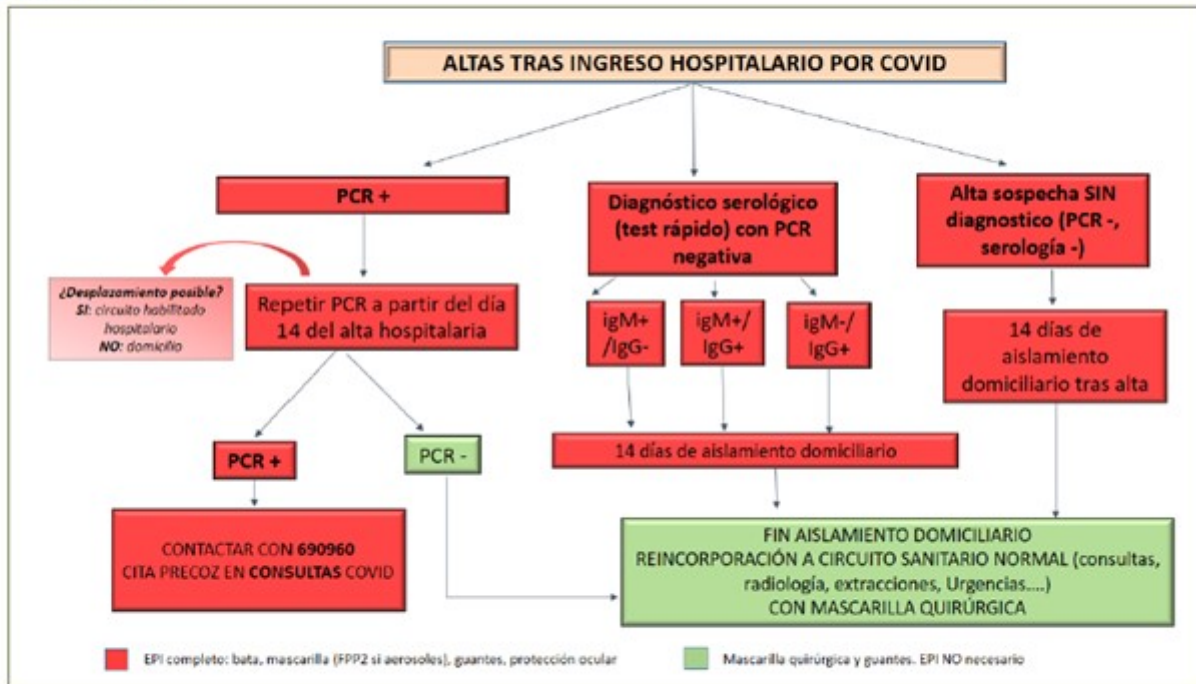 ALTAS TRAS INGRESO HOSPITALARIO POR COVID
PCR +
Diagnóstico serológico
(test rápido) con PCR
negativa
Alta sospecha SIN
diagnostico (PCR -,
serología -)
¿Desplazamiento posible?
SI: circuito habilitado
hospitalario
NO: domicilio
Repetir PCR a partir del día
14 del alta hospitalaria
igM+
/IgG-
igM+/
IgG+
igM-/
IgG+
14 días de
aislamiento
domiciliario tras alta
PCR +
PCR -
14 días de aislamiento domiciliario
CONTACTAR CON 690960
CITA PRECOZ EN CONSULTAS COVID
FIN AISLAMIENTO DOMICILIARIO
REINCORPORACIÓN A CIRCUITO SANITARIO NORMAL (consultas,
radiología, extracciones, Urgencias....)
CON MASCARILLA QUIRÚRGICA
EPI completo: bata, mascarilla (FPP2 si aerosoles), guantes, protección ocular
Mascarilla quirúrgica y guantes. EPI NO necesario